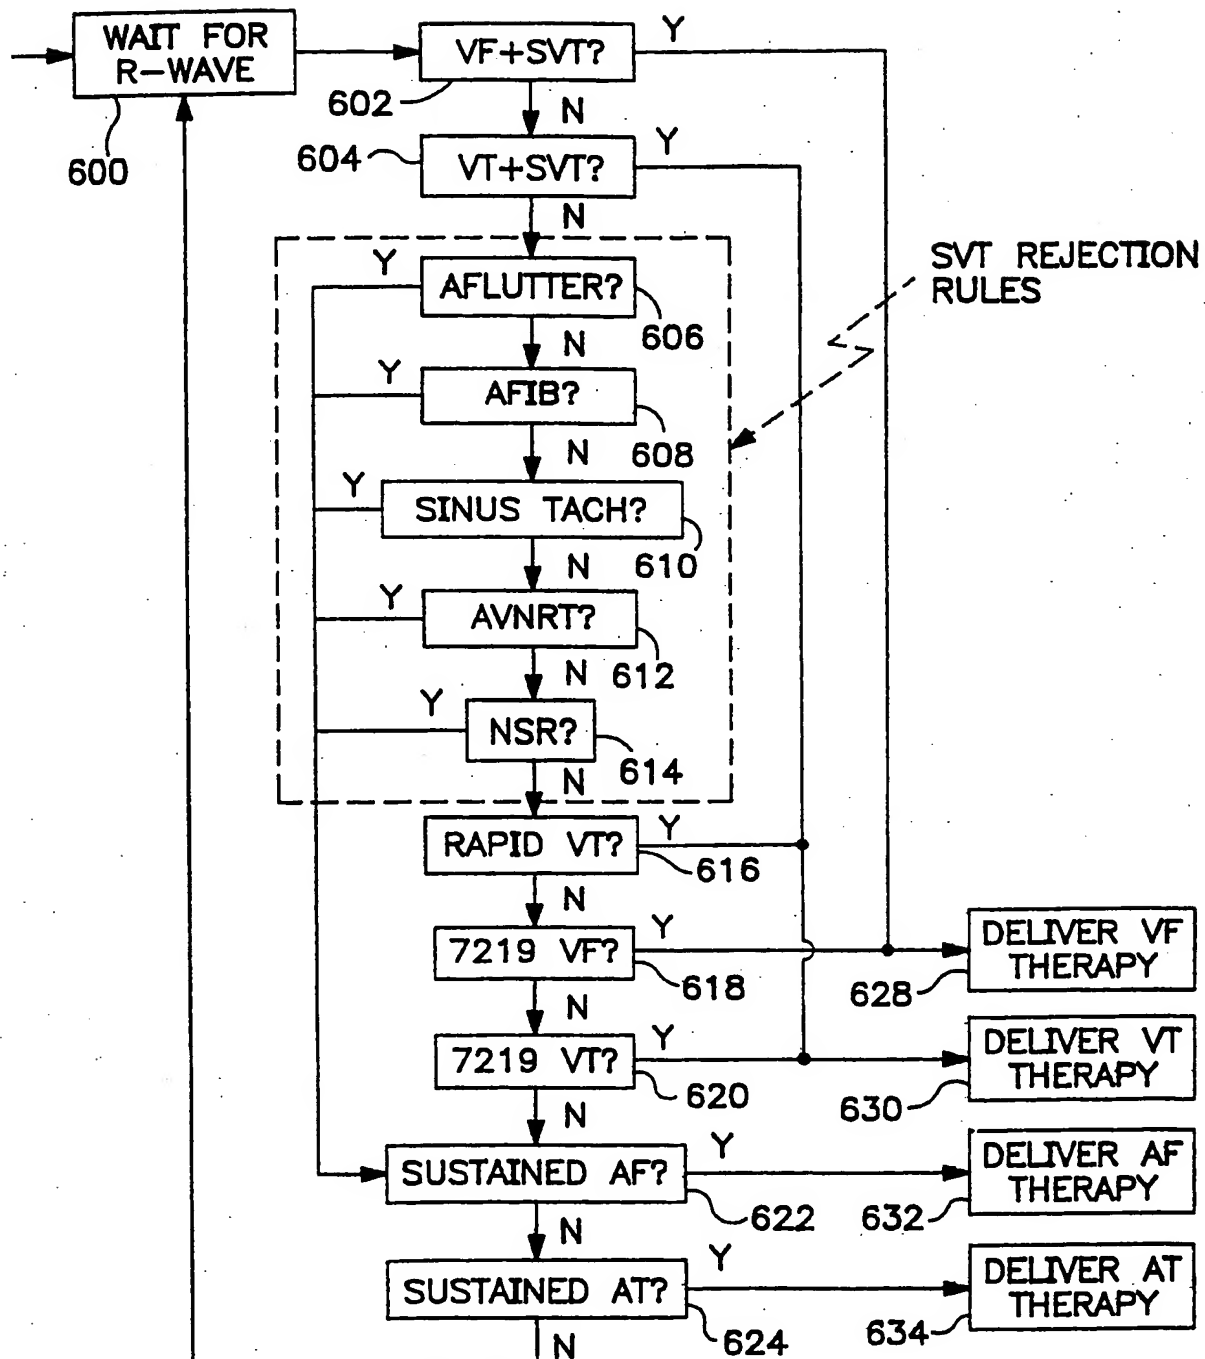 WAIT FOR
R-WAVE
600
VF+SVT?
Y
602
N
604
VT+SVT?
Y
N
SVT REJECTION
RULES
Y
AFLUTTER?
606
N
Y
AFIB?
608
N
Y
SINUS TACH?
610
N
Y
AVNRT?
612
N
Y
NSR?
614
N
RAPID VT?
Y
616
N
7219 VF?
Y
618
DELIVER VF
THERAPY
628
N
7219 VT?
Y
620
DELIVER VT
THERAPY
630
N
SUSTAINED AF?
Y
622
DELIVER AF
THERAPY
632
N
SUSTAINED AT?
Y
624
DELIVER AT
THERAPY
634
N